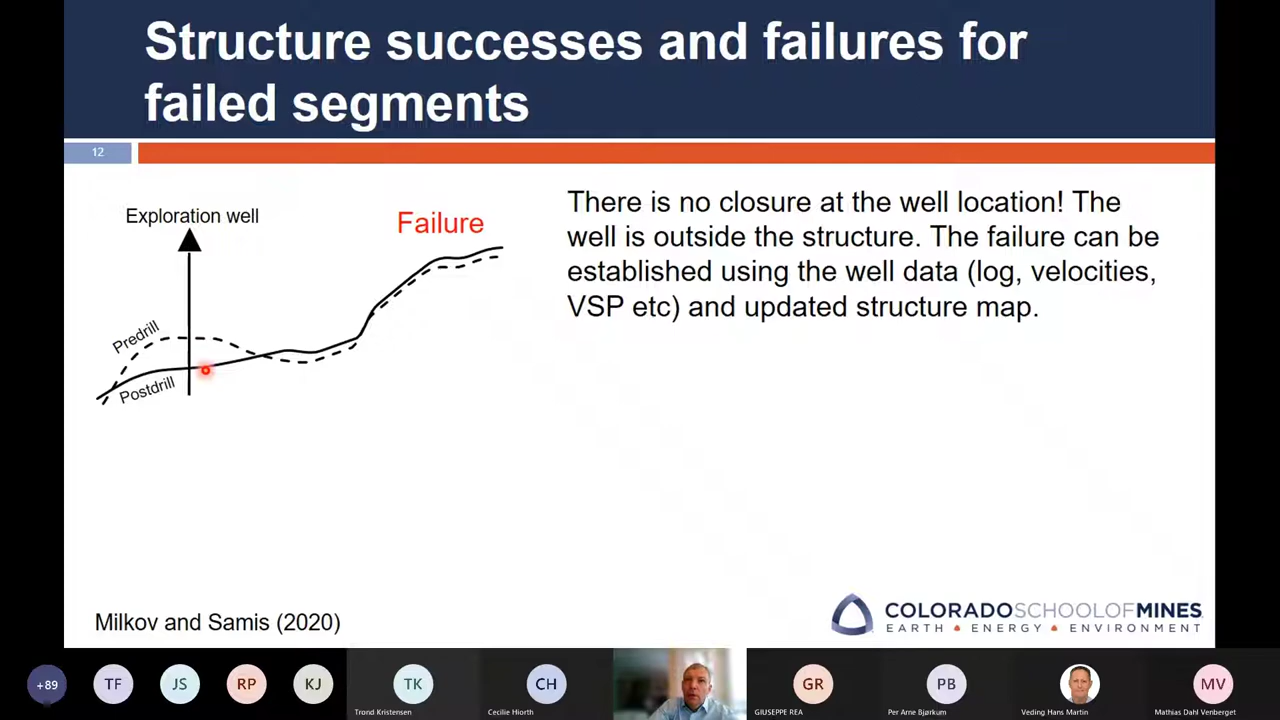 Structure successes and failures for
failed segments
12
Exploration well
Failure
Predrill
Postdrill
There is no closure at the well location! The
well is outside the structure. The failure can be
established using the well data (log, velocities,
VSP etc) and updated structure map.
Milkov and Samis (2020)
COLORADOSCHOOLOFMINES
EARTH ENERGY ENVIRONMENT
+89
TF
JS
RP
KJ
TK
Trond Kristensen
CH
Cecilie Hiorth
GR
GIUSEPPE REA
PB
Per Arne Bjørkum
Veding Hans Martin
MV
Mathias Dahl Venberget